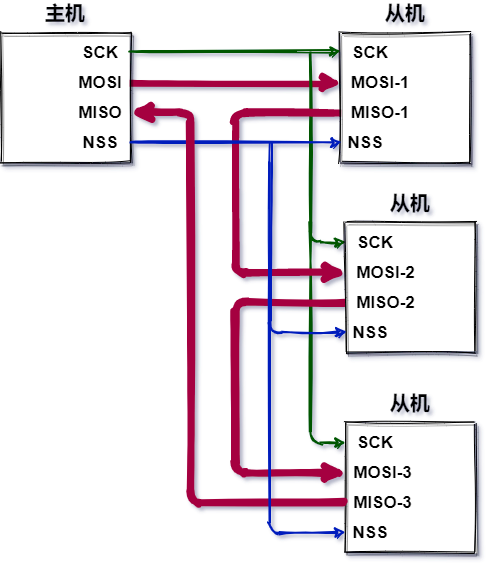 主机
SCK
MOSI
MISO
NSS
从机
SCK
MOSI-1
MISO-1
NSS
从机
SCK
MOSI-2
MISO-2
NSS
从机
SCK
MOSI-3
MISO-3
NSS